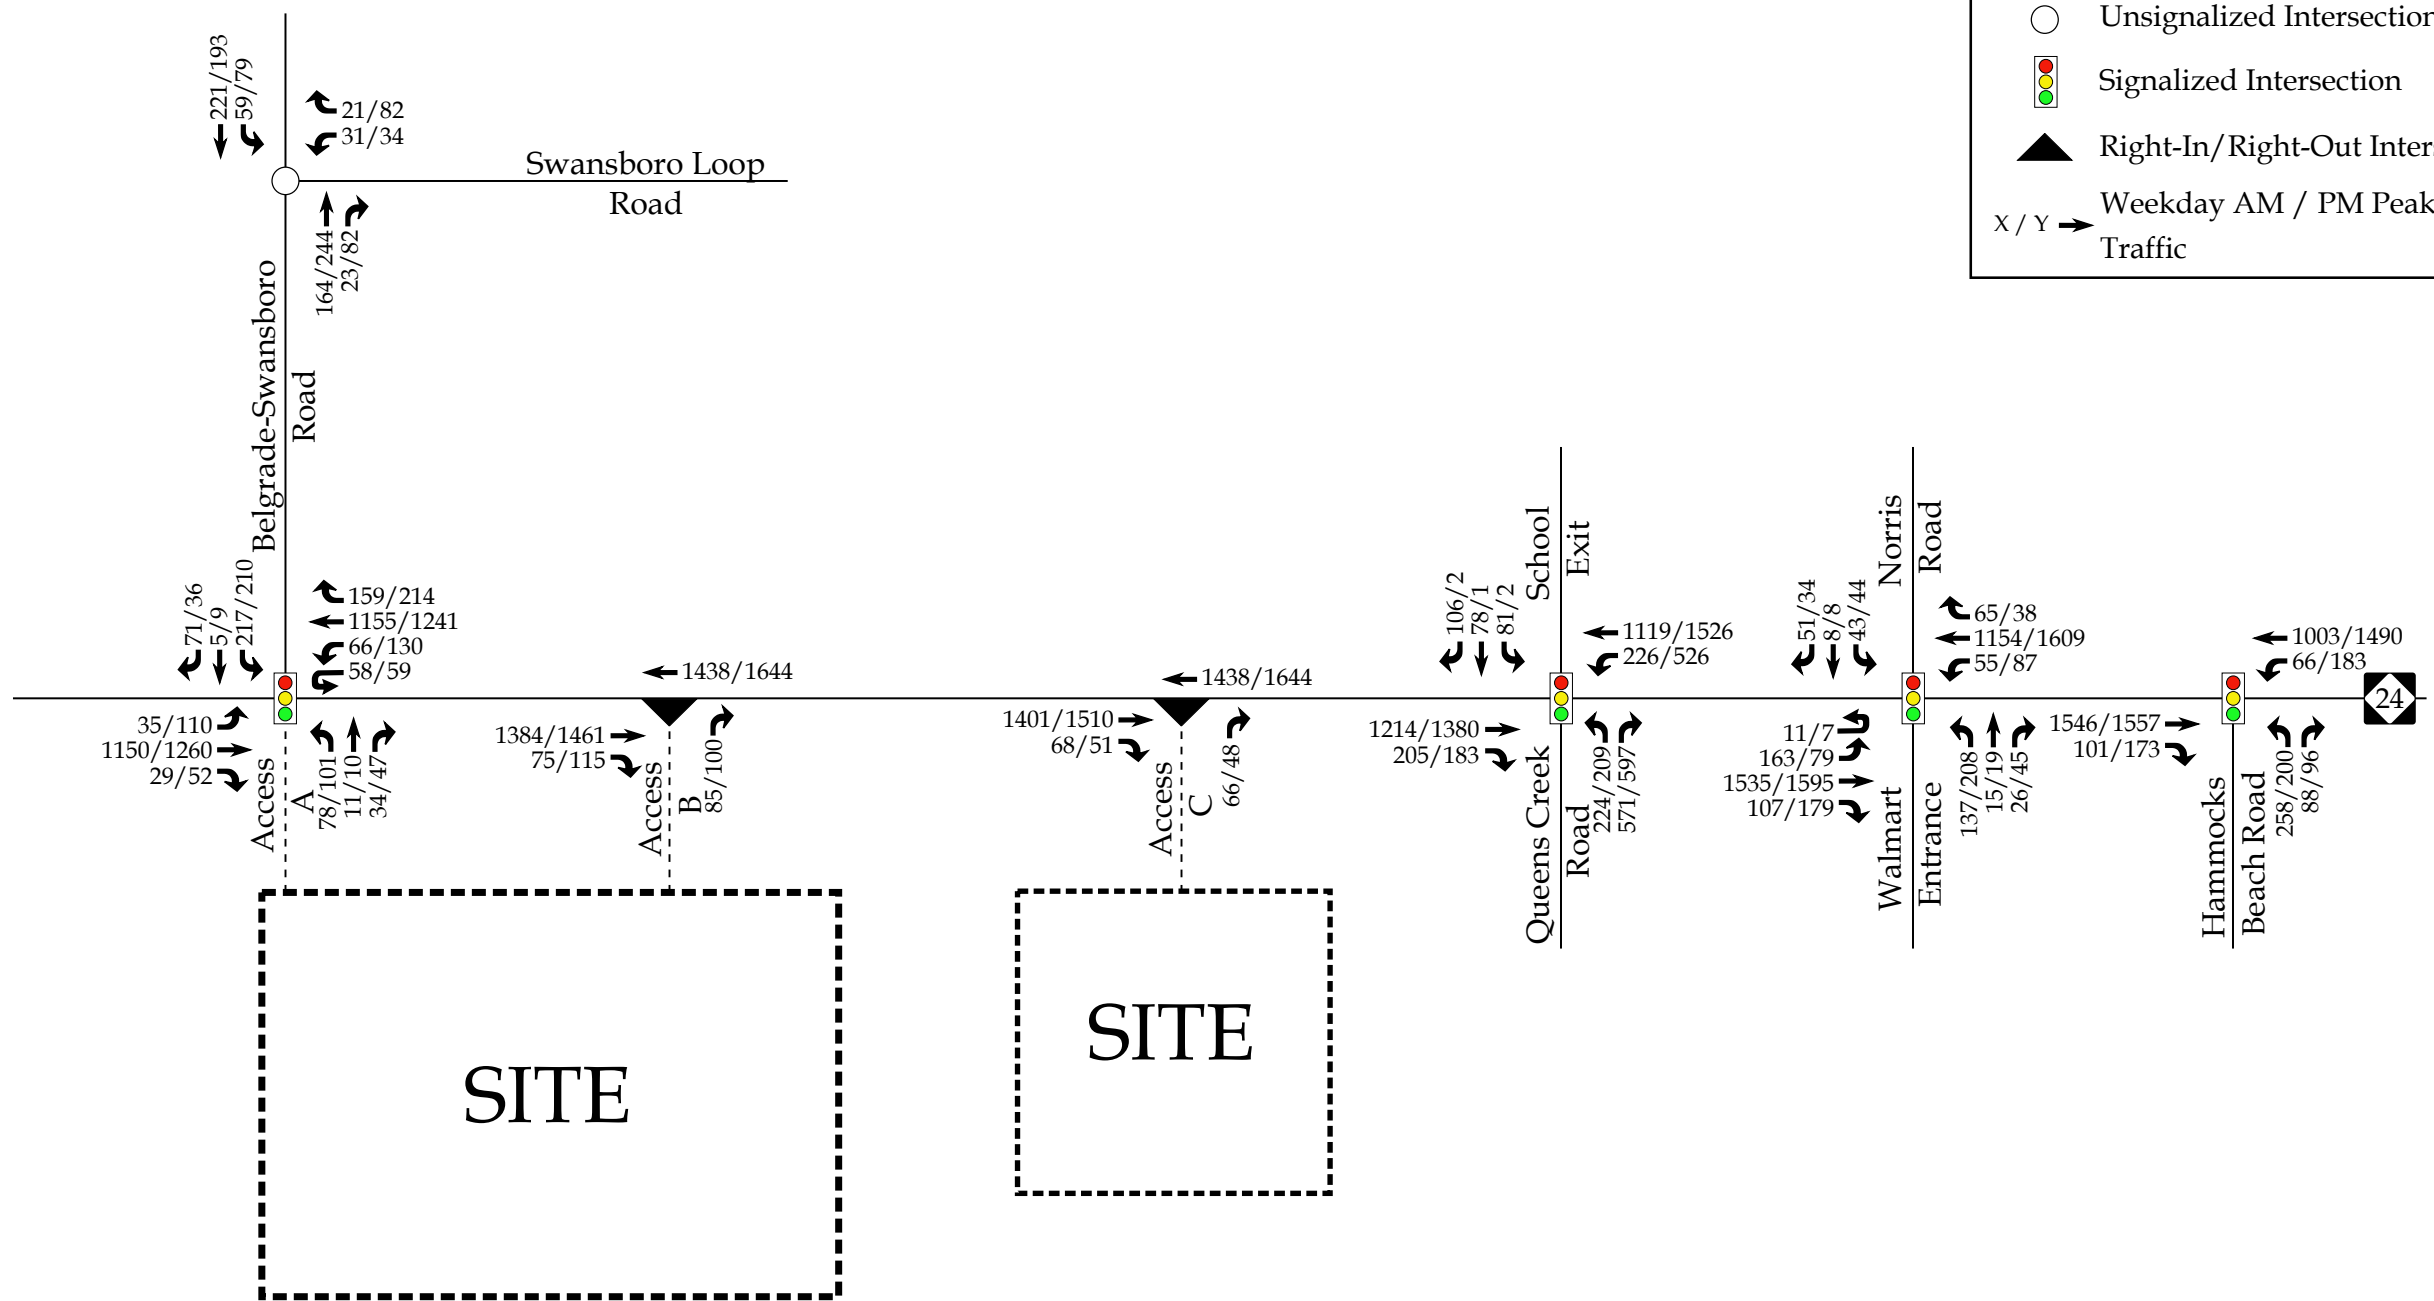 Unsignalized Intersection
Signalized Intersection
Right-In/Right-Out
X / Y
Weekday AM / PM Peak
Traffic
221/193
59/79
21/82
31/34
Swansboro Loop
Road
164/244
23/82
Belgrade-Swansboro
Road
71/36
5/9
217/210
159/214
1155/1241
66/130
58/59
35/110
1150/1260
29/52
Access
A
78/101
11/10
34/47
1438/1644
1384/1461
75/115
Access
B
85/100
1438/1644
1401/1510
68/51
Access
C
66/48
School
Exit
106/2
78/1
81/2
1119/1526
226/526
1214/1380
205/183
Queens Creek
Road
224/209
571/597
Norris
Road
51/34
8/8
43/44
65/38
1154/1609
55/87
11/7
163/79
1535/1595
107/179
Walmart
Entrance
137/208
15/19
26/45
1003/1490
66/183
24
1546/1557
101/173
Hammocks
Beach Road
258/200
88/96
SITE
SITE